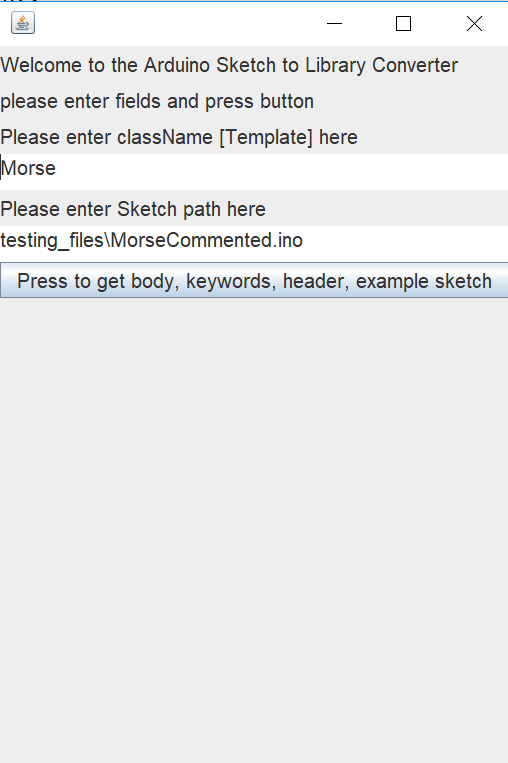 Welcome to the Arduino Sketch to Library Converter
please enter fields and press button
Please enter className [Template] here
Morse
Please enter Sketch path here
testing_files\MorseCommented.ino
Press to get body, keywords, header, example sketch